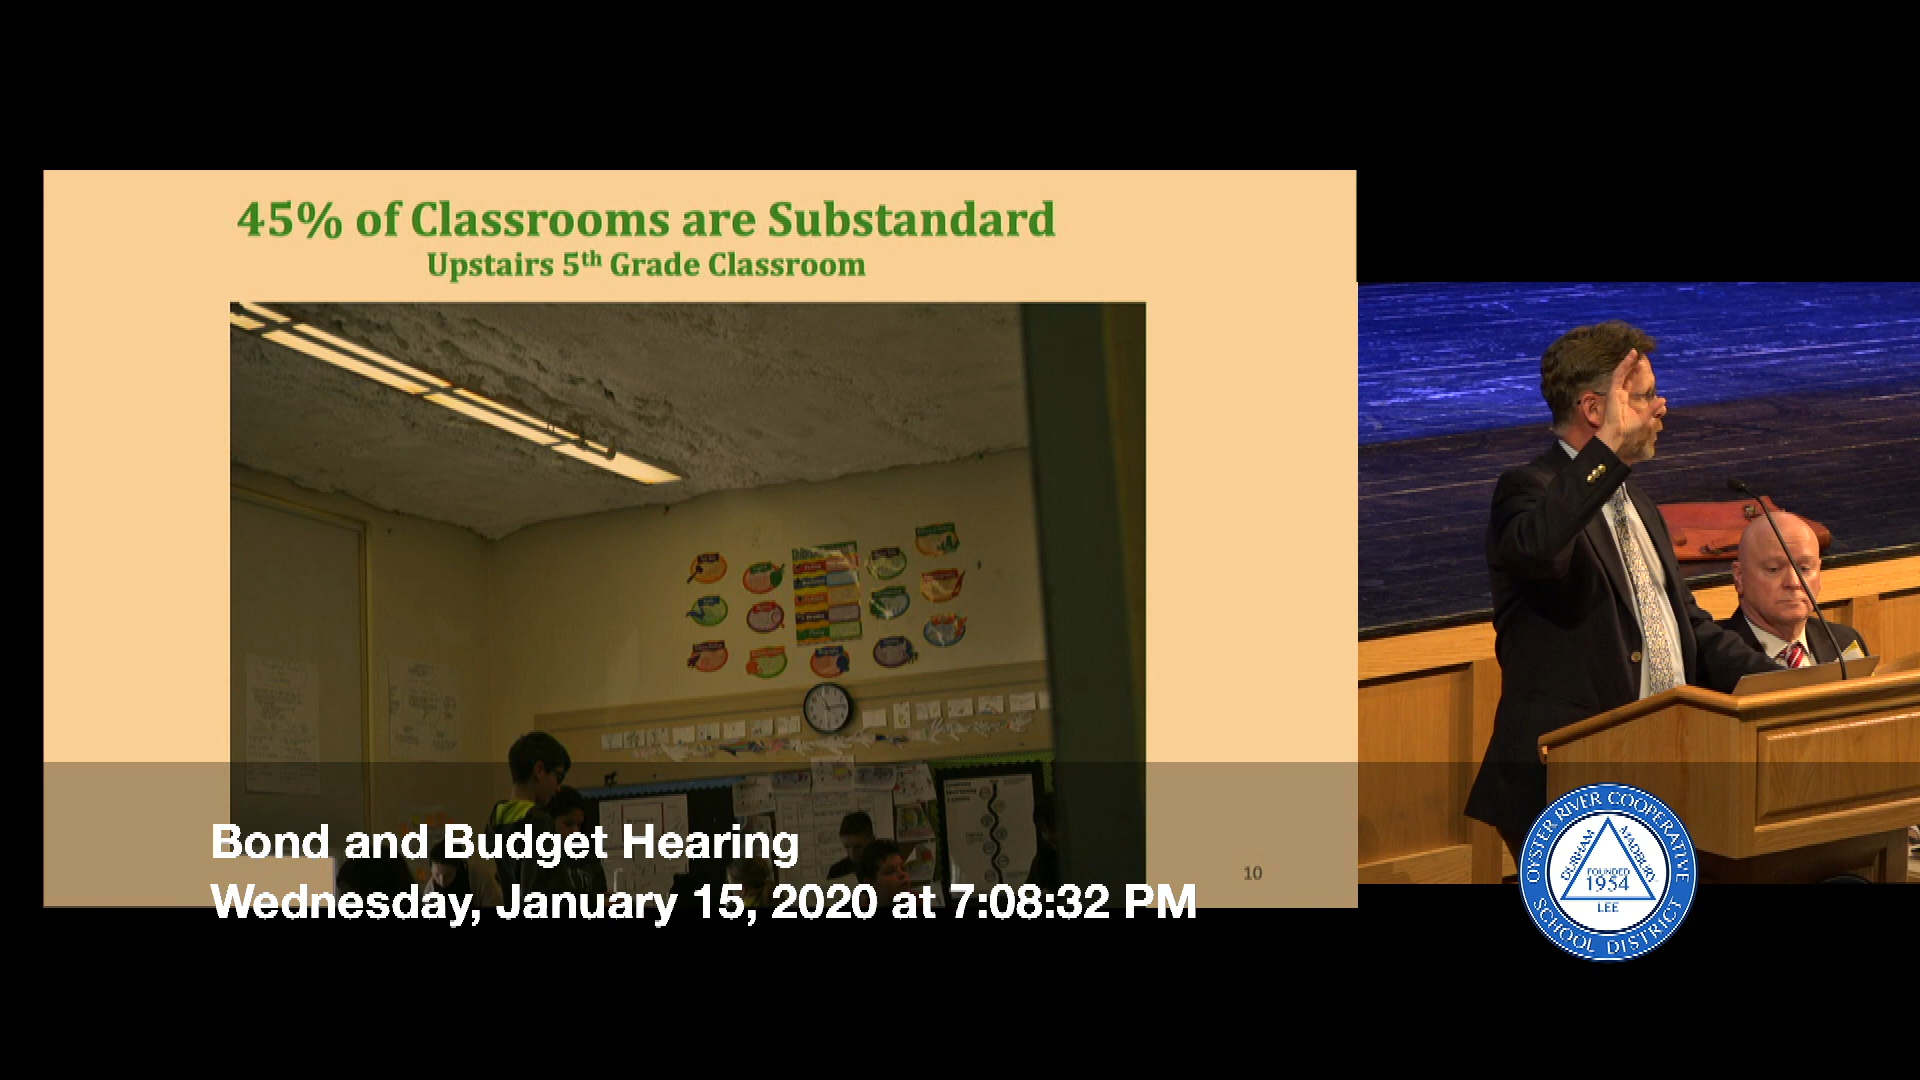 45% of Classrooms are Substandard
Upstairs 5th Grade Classroom
10
Bond and Budget Hearing
Wednesday, January 15, 2020 at 7:08:32 PM
OYSTER RIVER COOPERATIVE
SCHOOL DISTRICT
DURHAM
MADBURY
FOUNDED
1954
LEE